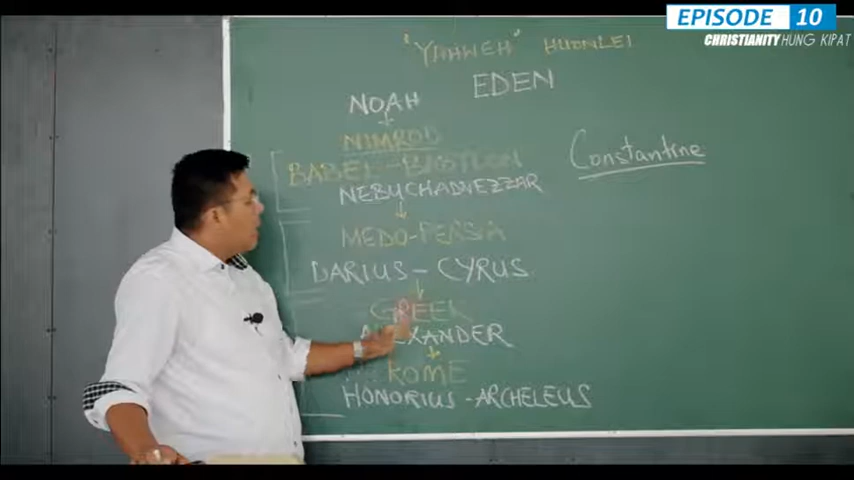 EPISODE 10
CHRISTIANITY HUNG KIPAT
"YAHWEH" HUONLEI
EDEN
NOAH
NIMROD
BABEL - BABYLON
Constantine
NEBUCHADNEZZAR
MEDO-PERSIA
DARIUS - CYRUS
GREEK
ALEXANDER
ROME
HONORIUS - ARCHELEUS